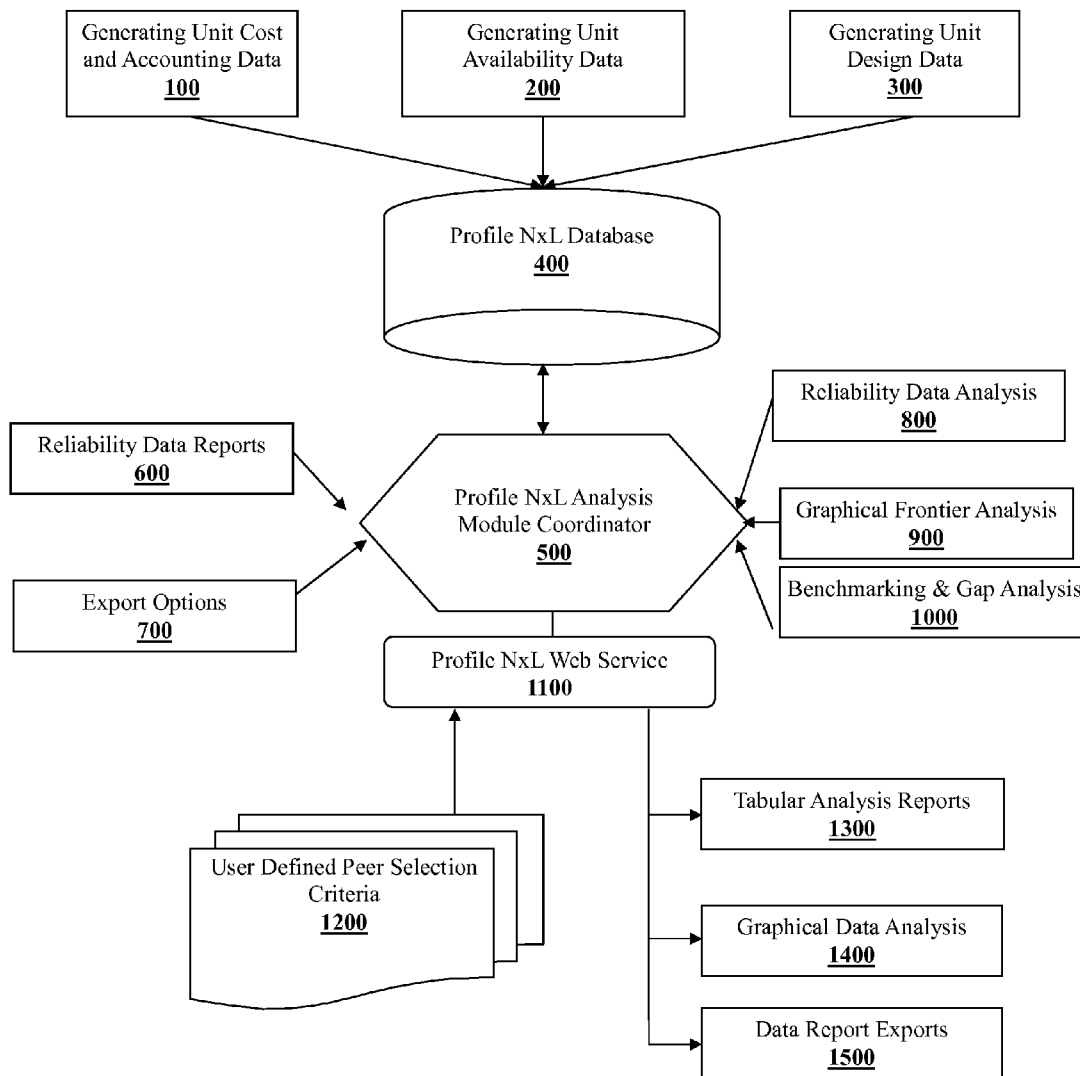 Generating Unit Cost
and Accounting Data
100
Generating Unit
Availability Data
200
Generating Unit
Design Data
300
Profile NxL Database
400
Reliability Data Analysis
800
Reliability Data Reports
600
Profile NxL Analysis
Module Coordinator
500
Graphical Frontier Analysis
900
Export Options
700
Benchmarking & Gap Analysis
1000
Profile NxL Web Service
1100
User Defined Peer Selection
Criteria
1200
Tabular Analysis Reports
1300
Graphical Data Analysis
1400
Data Report Exports
1500